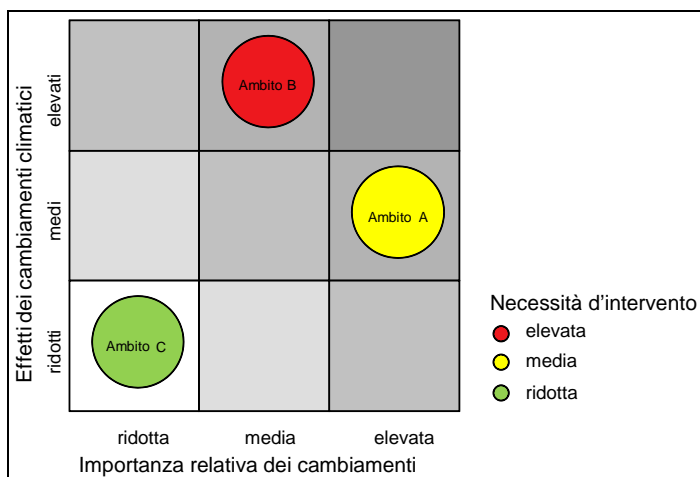 Effetti dei cambiamenti climatici
elevati
medi
ridotti
Ambito B
Ambito A
Ambito C
ridotta
media
elevata
Importanza relativa dei cambiamenti
Necessità d'intervento
elevata
media
ridotta